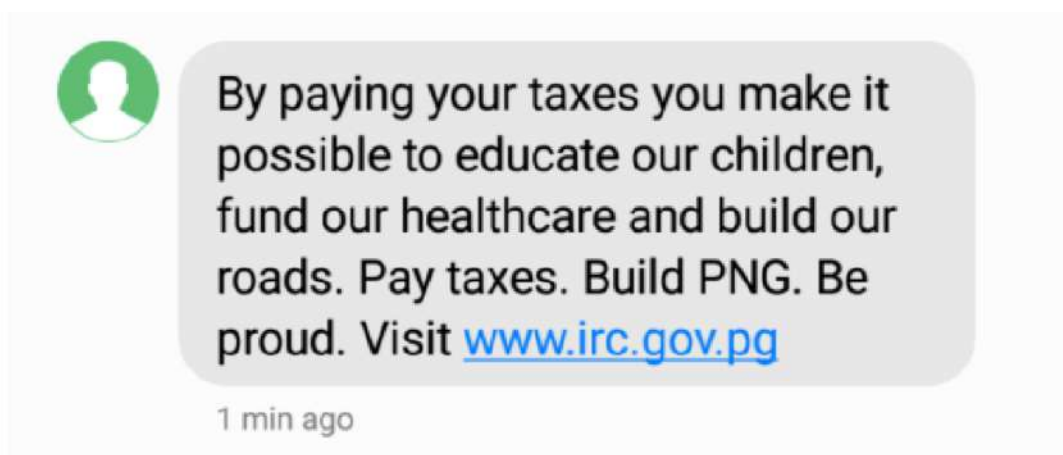 By paying your taxes you make it
possible to educate our children,
fund our healthcare and build our
roads. Pay taxes. Build PNG. Be
proud. Visit www.irc.gov.pg
1 min ago